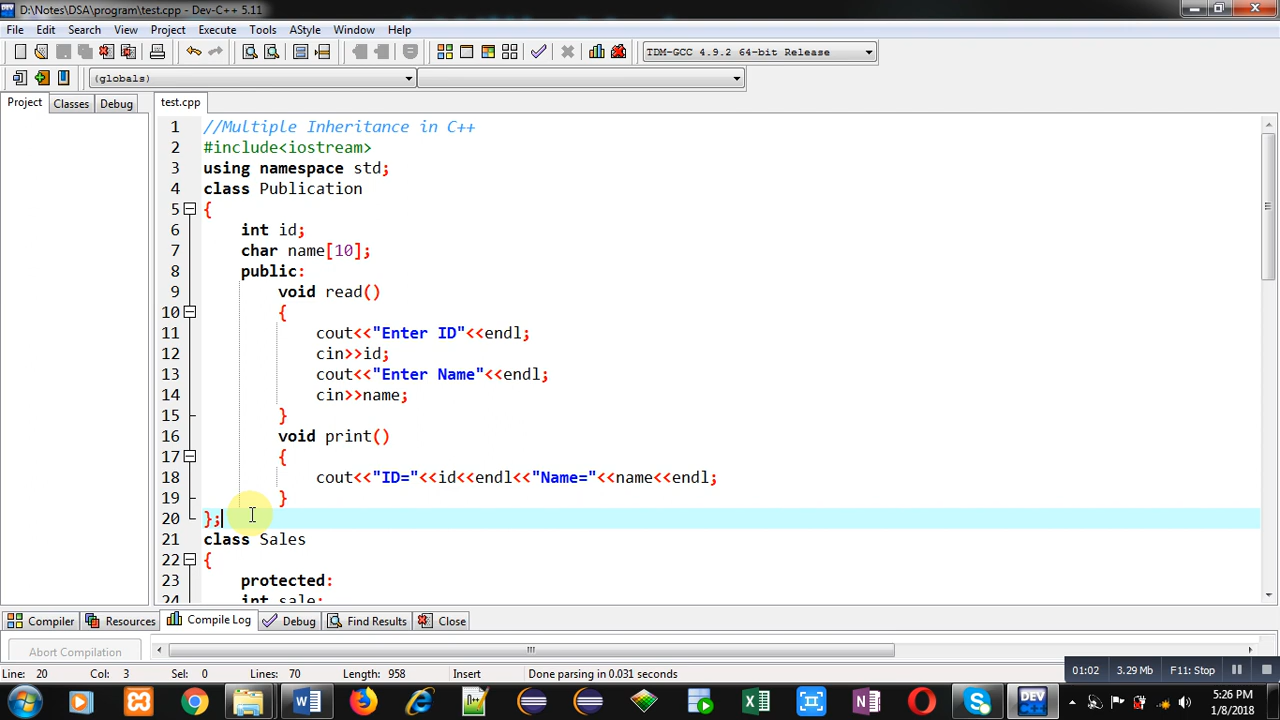 D:\Notes\DSA\program\test.cpp - Dev-C++ 5.11
File Edit Search View Project Execute Tools AStyle Window Help
TDM-GCC 4.9.2 64-bit Release
(globals)
Project Classes Debug test.cpp
1 //Multiple Inheritance in C++
2 #include<iostream>
3 using namespace std;
4 class Publication
5 {
6 int id;
7 char name[10];
8 public:
9 void read()
10 {
11 cout<<"Enter ID"<<endl;
12 cin>>id;
13 cout<<"Enter Name"<<endl;
14 cin>>name;
15 }
16 void print()
17 {
18 cout<<"ID="<<id<<endl<<"Name="<<name<<endl;
19 }
20 };
21 class Sales
22 {
23 protected:
24 int sale;
Compiler Resources Compile Log Debug Find Results Close
Abort Compilation
Line: 20 Col: 3 Sel: 0 Lines: 70 Length: 958 Insert Done parsing in 0.031 seconds
01:02 3.29 Mb F11: Stop
5:26 PM
1/8/2018